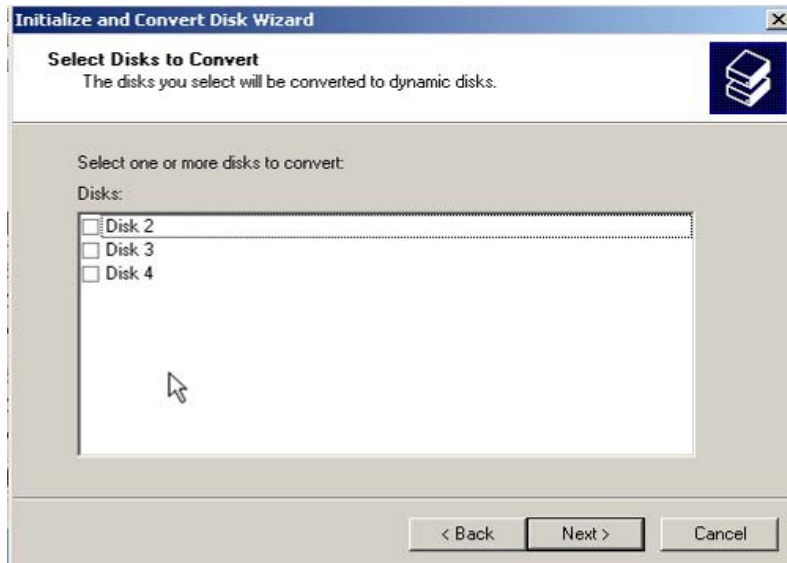 Initialize and Convert Disk Wizard
Select Disks to Convert
The disks you select will be converted to dynamic disks.
Select one or more disks to convert:
Disks:
Disk 2
Disk 3
Disk 4
< Back Next > Cancel